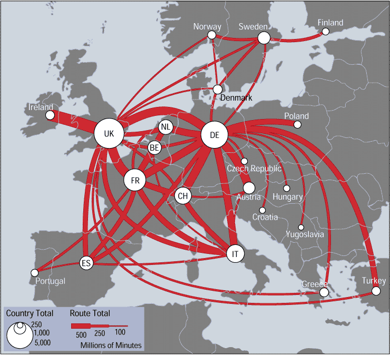 Norway
Sweden
Finland
Ireland
UK
NL
BE
DE
Denmark
Poland
Czech Republic
FR
CH
Austria
Hungary
Croatia
Yugoslavia
IT
ES
Portugal
Greece
Turkey
Country Total
250
1,000
5,000
Route Total
500 250 100
Millions of Minutes